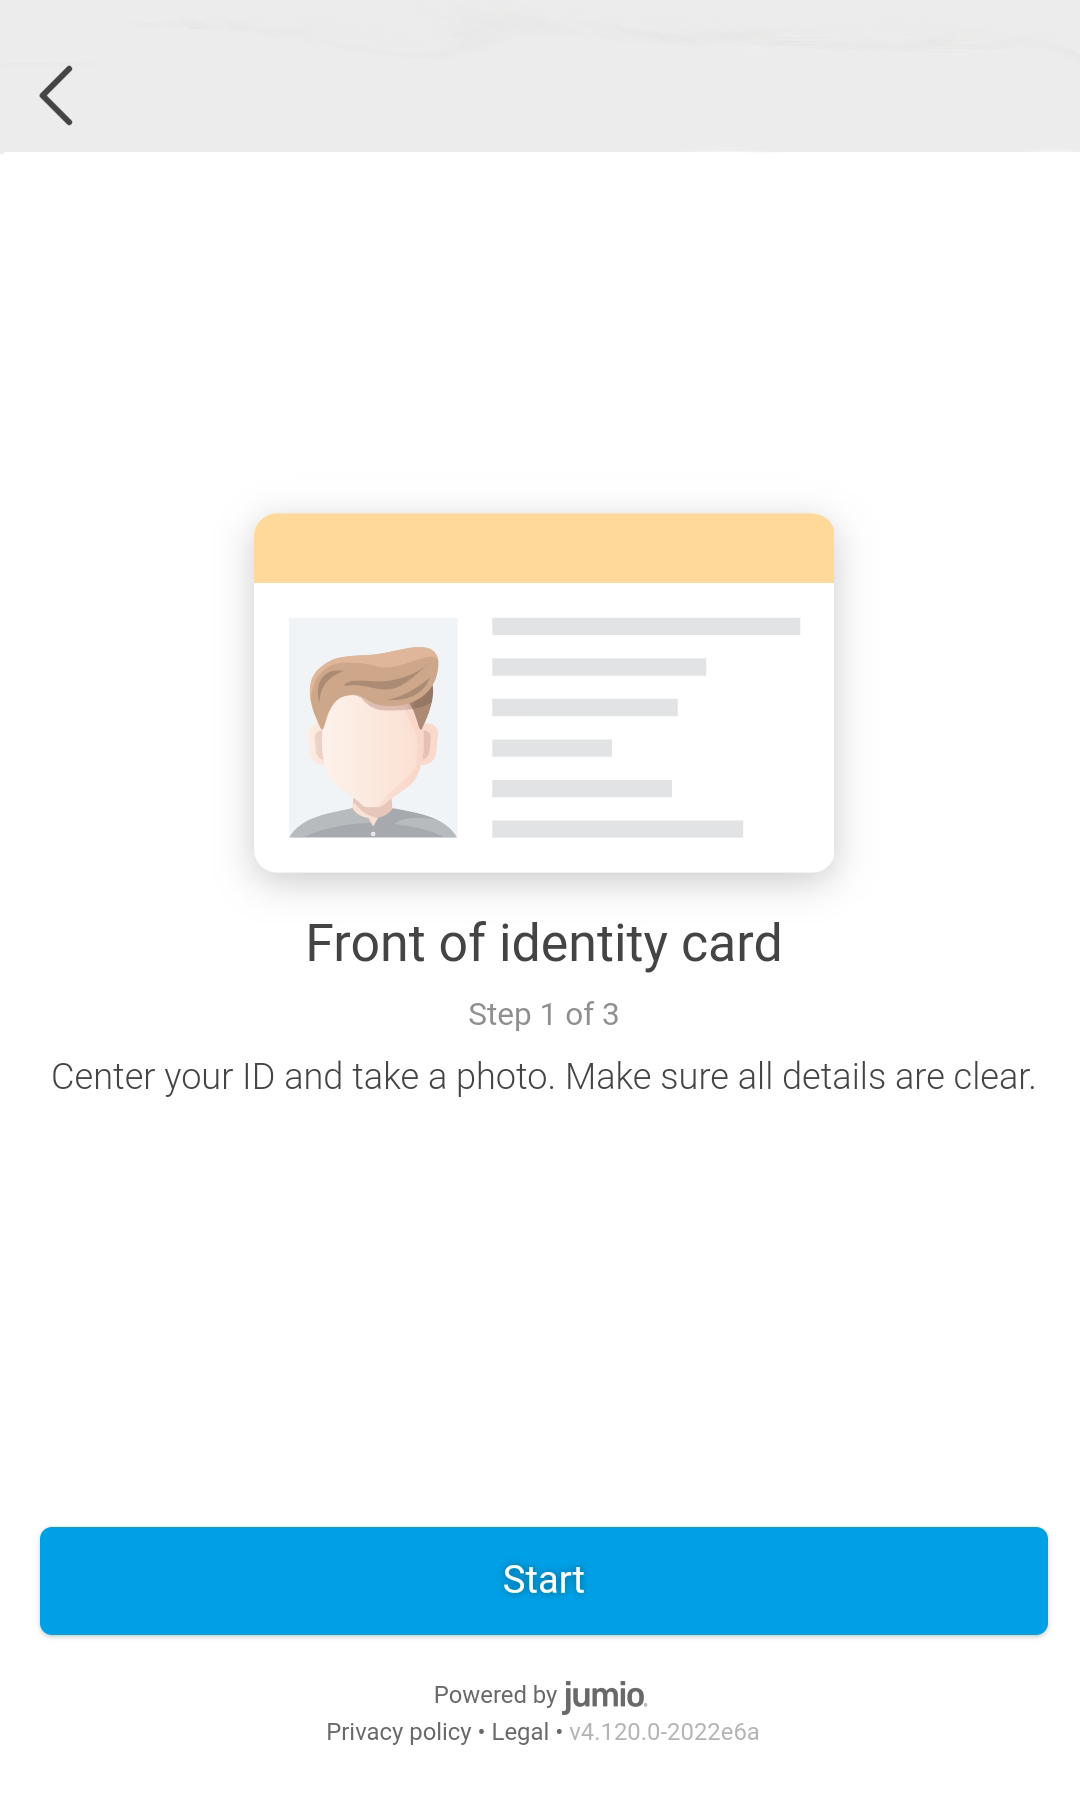 Front of identity card
Step 1 of 3
Center your ID and take a photo. Make sure all details are clear.
Start
Powered by jumio.
Privacy policy • Legal • v4.120.0-2022e6a